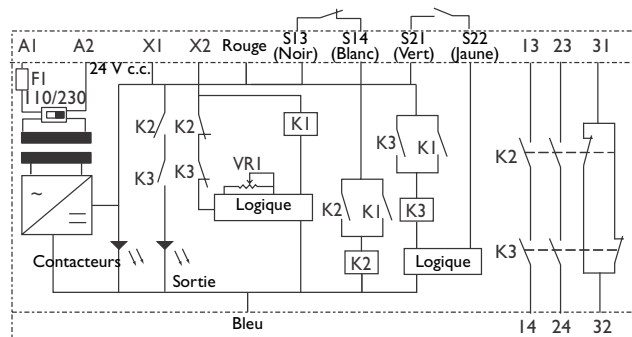 A1 A2 X1 X2 Rouge S13 S14 S21 S22 13 23 31
(Noir) (Blanc) (Vert) (Jaune)
24 V c.c.
F1
110/230
K1
K2 K2
K3 K1
K2
K3 K3
VR1
Logique
K2 K1
K3
~
K2
Logique
K3
Contacteurs
Sortie
Bleu
14 24 32